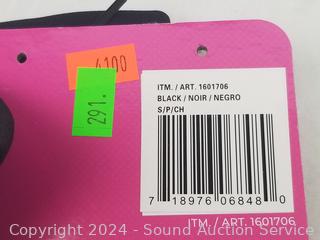 4100
291.
ITM. / ART. 1601706
BLACK / NOIR / NEGRO
S/P/CH
7 18976 06848 0
ITM. / ART. 1601706
Copyright 2024 - Sound Auction Service